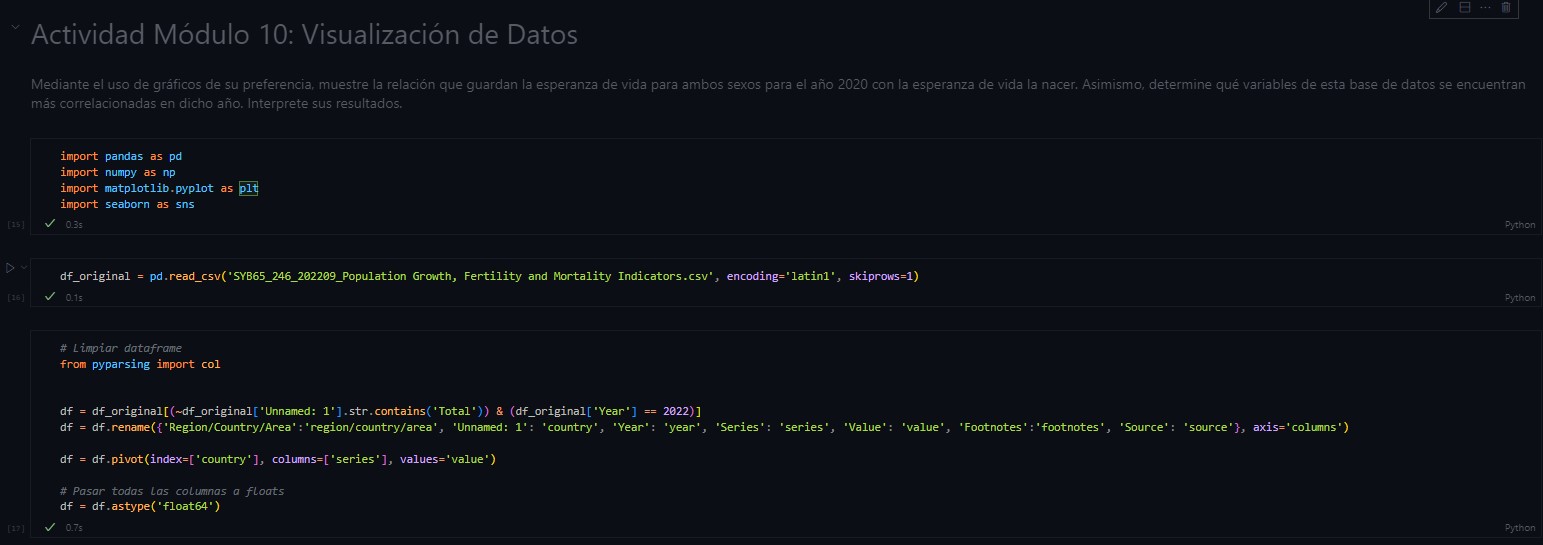 Actividad Módulo 10: Visualización de Datos
Mediante el uso de gráficos de su preferencia, muestre la relación que guardan la esperanza de vida para ambos sexos para el año 2020 con la esperanza de vida la nacer. Asimismo, determine qué variables de esta base de datos se encuentran
más correlacionadas en dicho año. Interprete sus resultados.
import pandas as pd
import numpy as np
import matplotlib.pyplot as plt
import seaborn as sns
[15]
0.3s
Python
df_original = pd.read_csv('SYB65_246_202209_Population Growth, Fertility and Mortality Indicators.csv', encoding='latin1', skiprows=1)
[16]
0.1s
Python
# Limpiar dataframe
from pyparsing import col
df = df_original[(~df_original['Unnamed: 1'].str.contains('Total')) & (df_original['Year'] == 2022)]
df = df.rename({'Region/Country/Area':'region/country/area', 'Unnamed: 1': 'country', 'Year': 'year', 'Series': 'series', 'Value': 'value', 'Footnotes':'footnotes', 'Source': 'source'}, axis='columns')
df = df.pivot(index=['country'], columns=['series'], values='value')
# Pasar todas las columnas a floats
df = df.astype('float64')
[17]
0.7s
Python